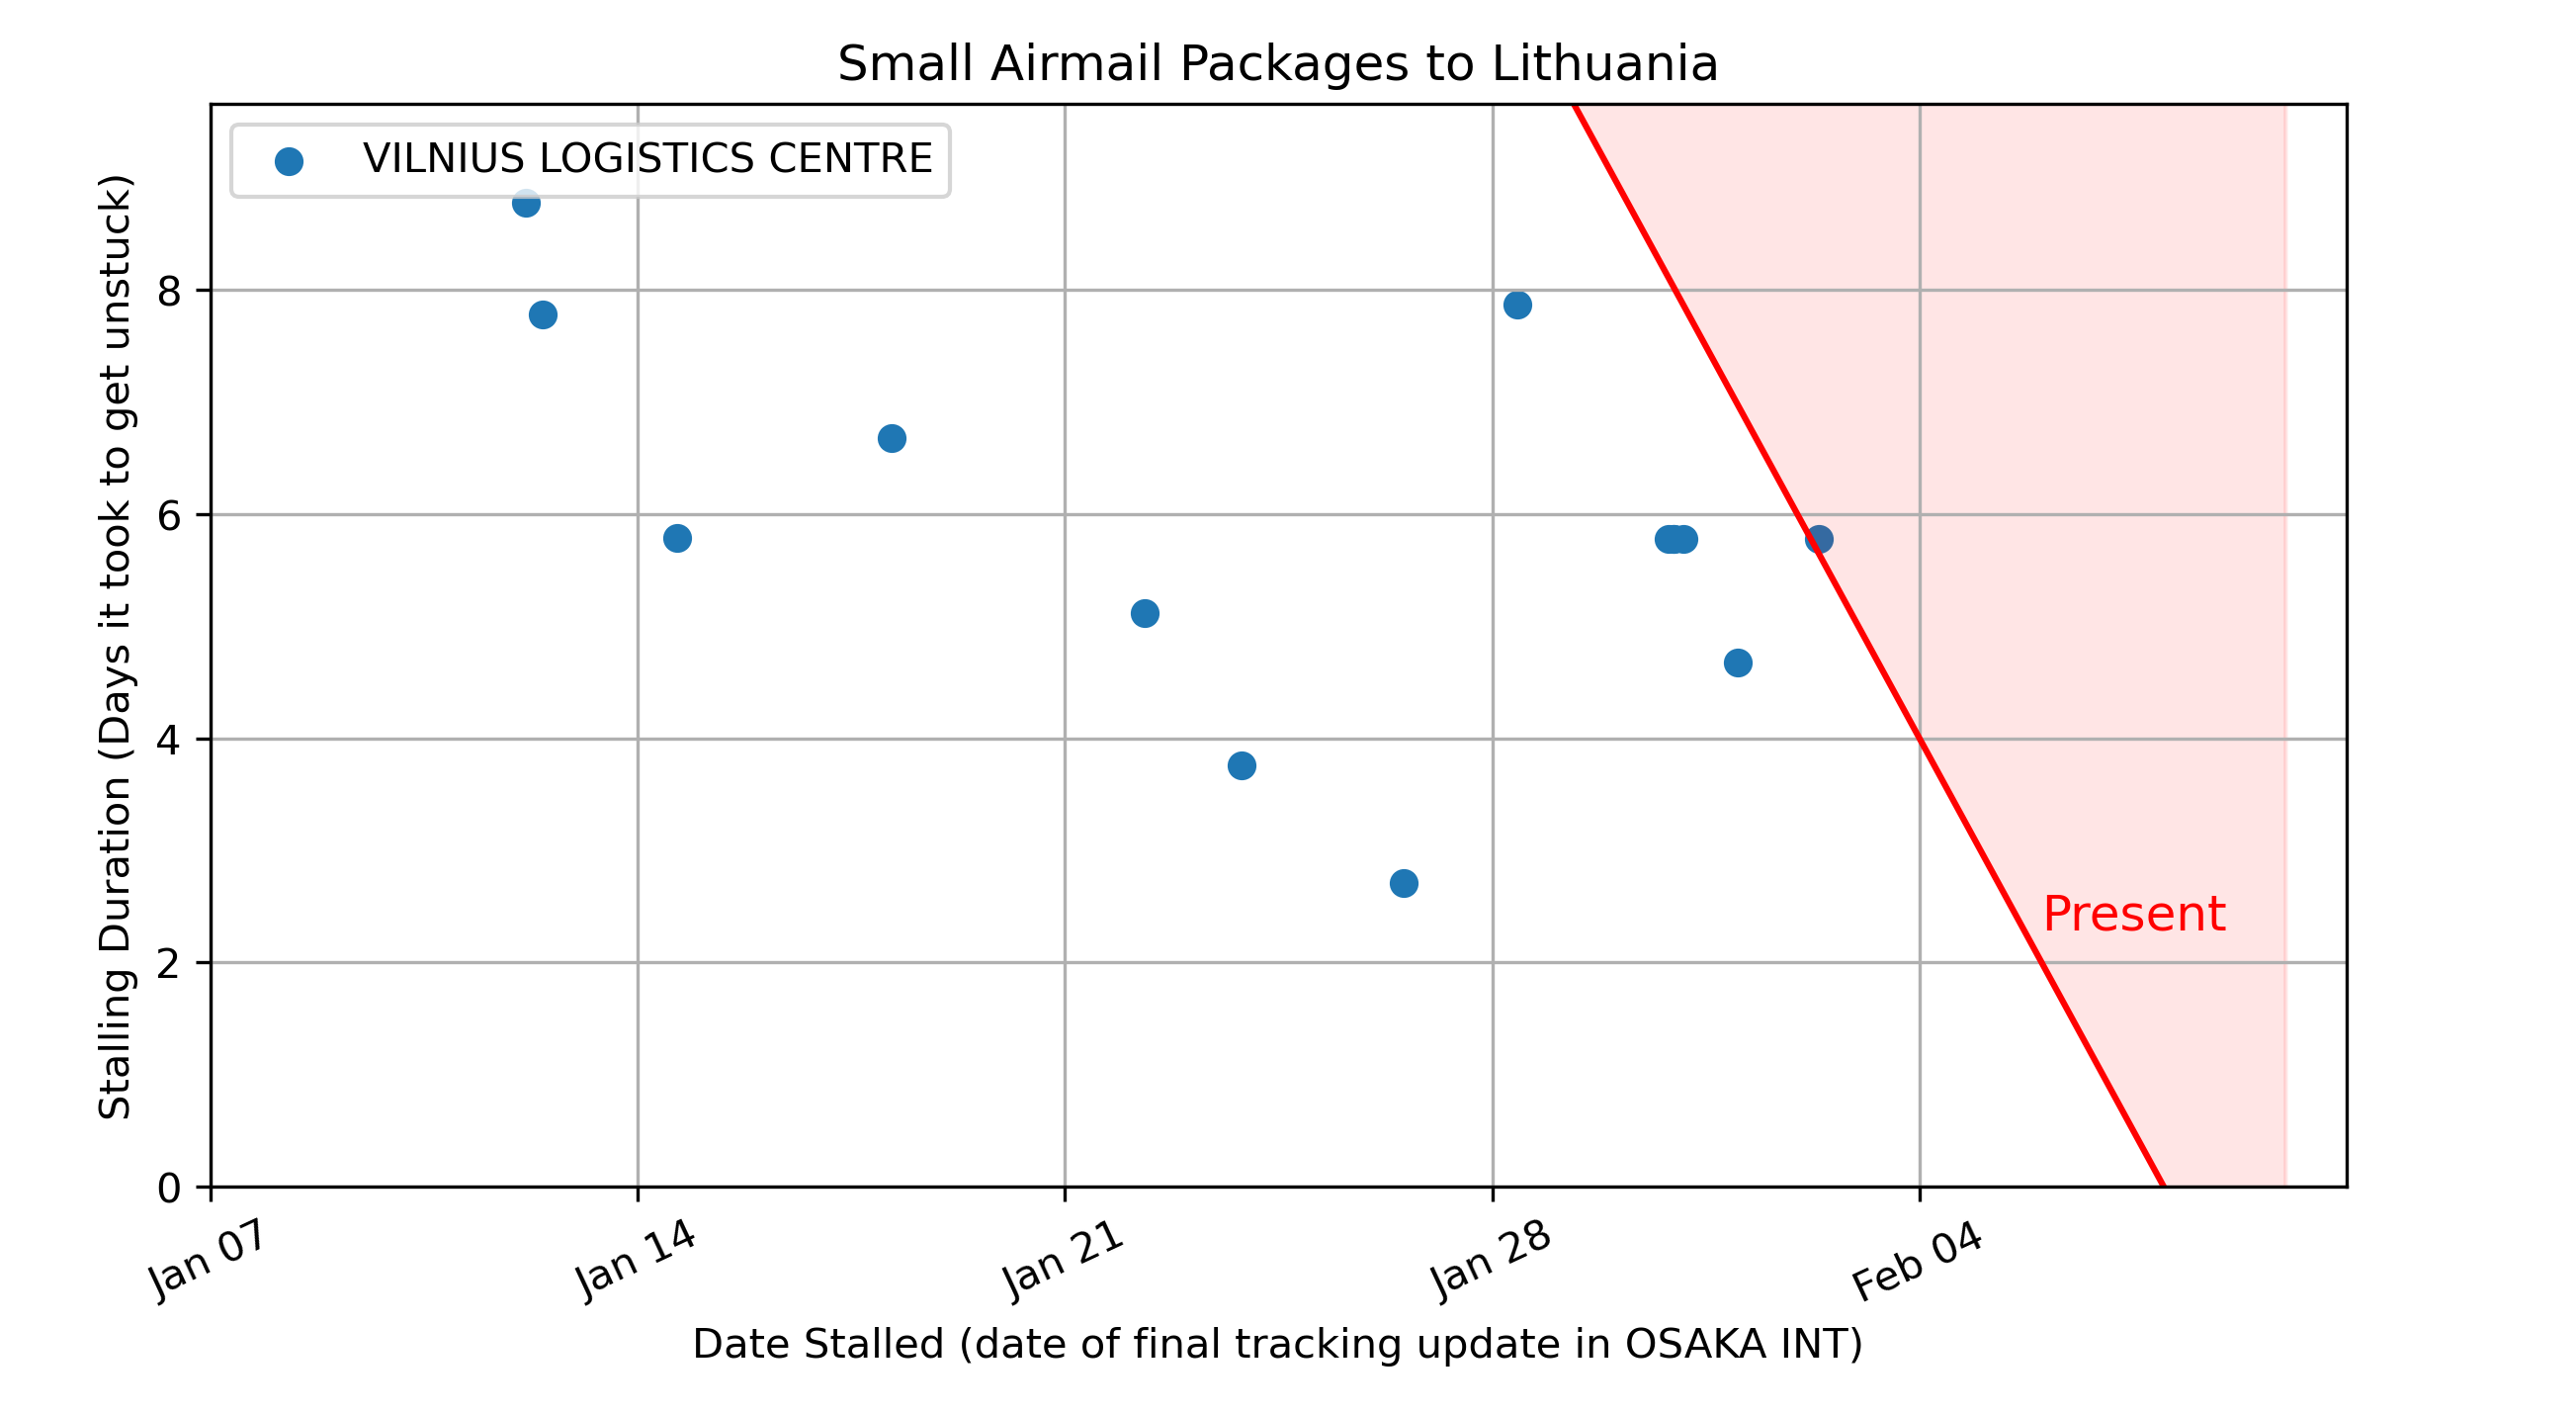 Small Airmail Packages to Lithuania
VILNIUS LOGISTICS CENTRE
Stalling Duration (Days it took to get unstuck)
8
6
4
2
0
Present
Jan 07
Jan 14
Jan 21
Jan 28
Feb 04
Date Stalled (date of final tracking update in OSAKA INT)